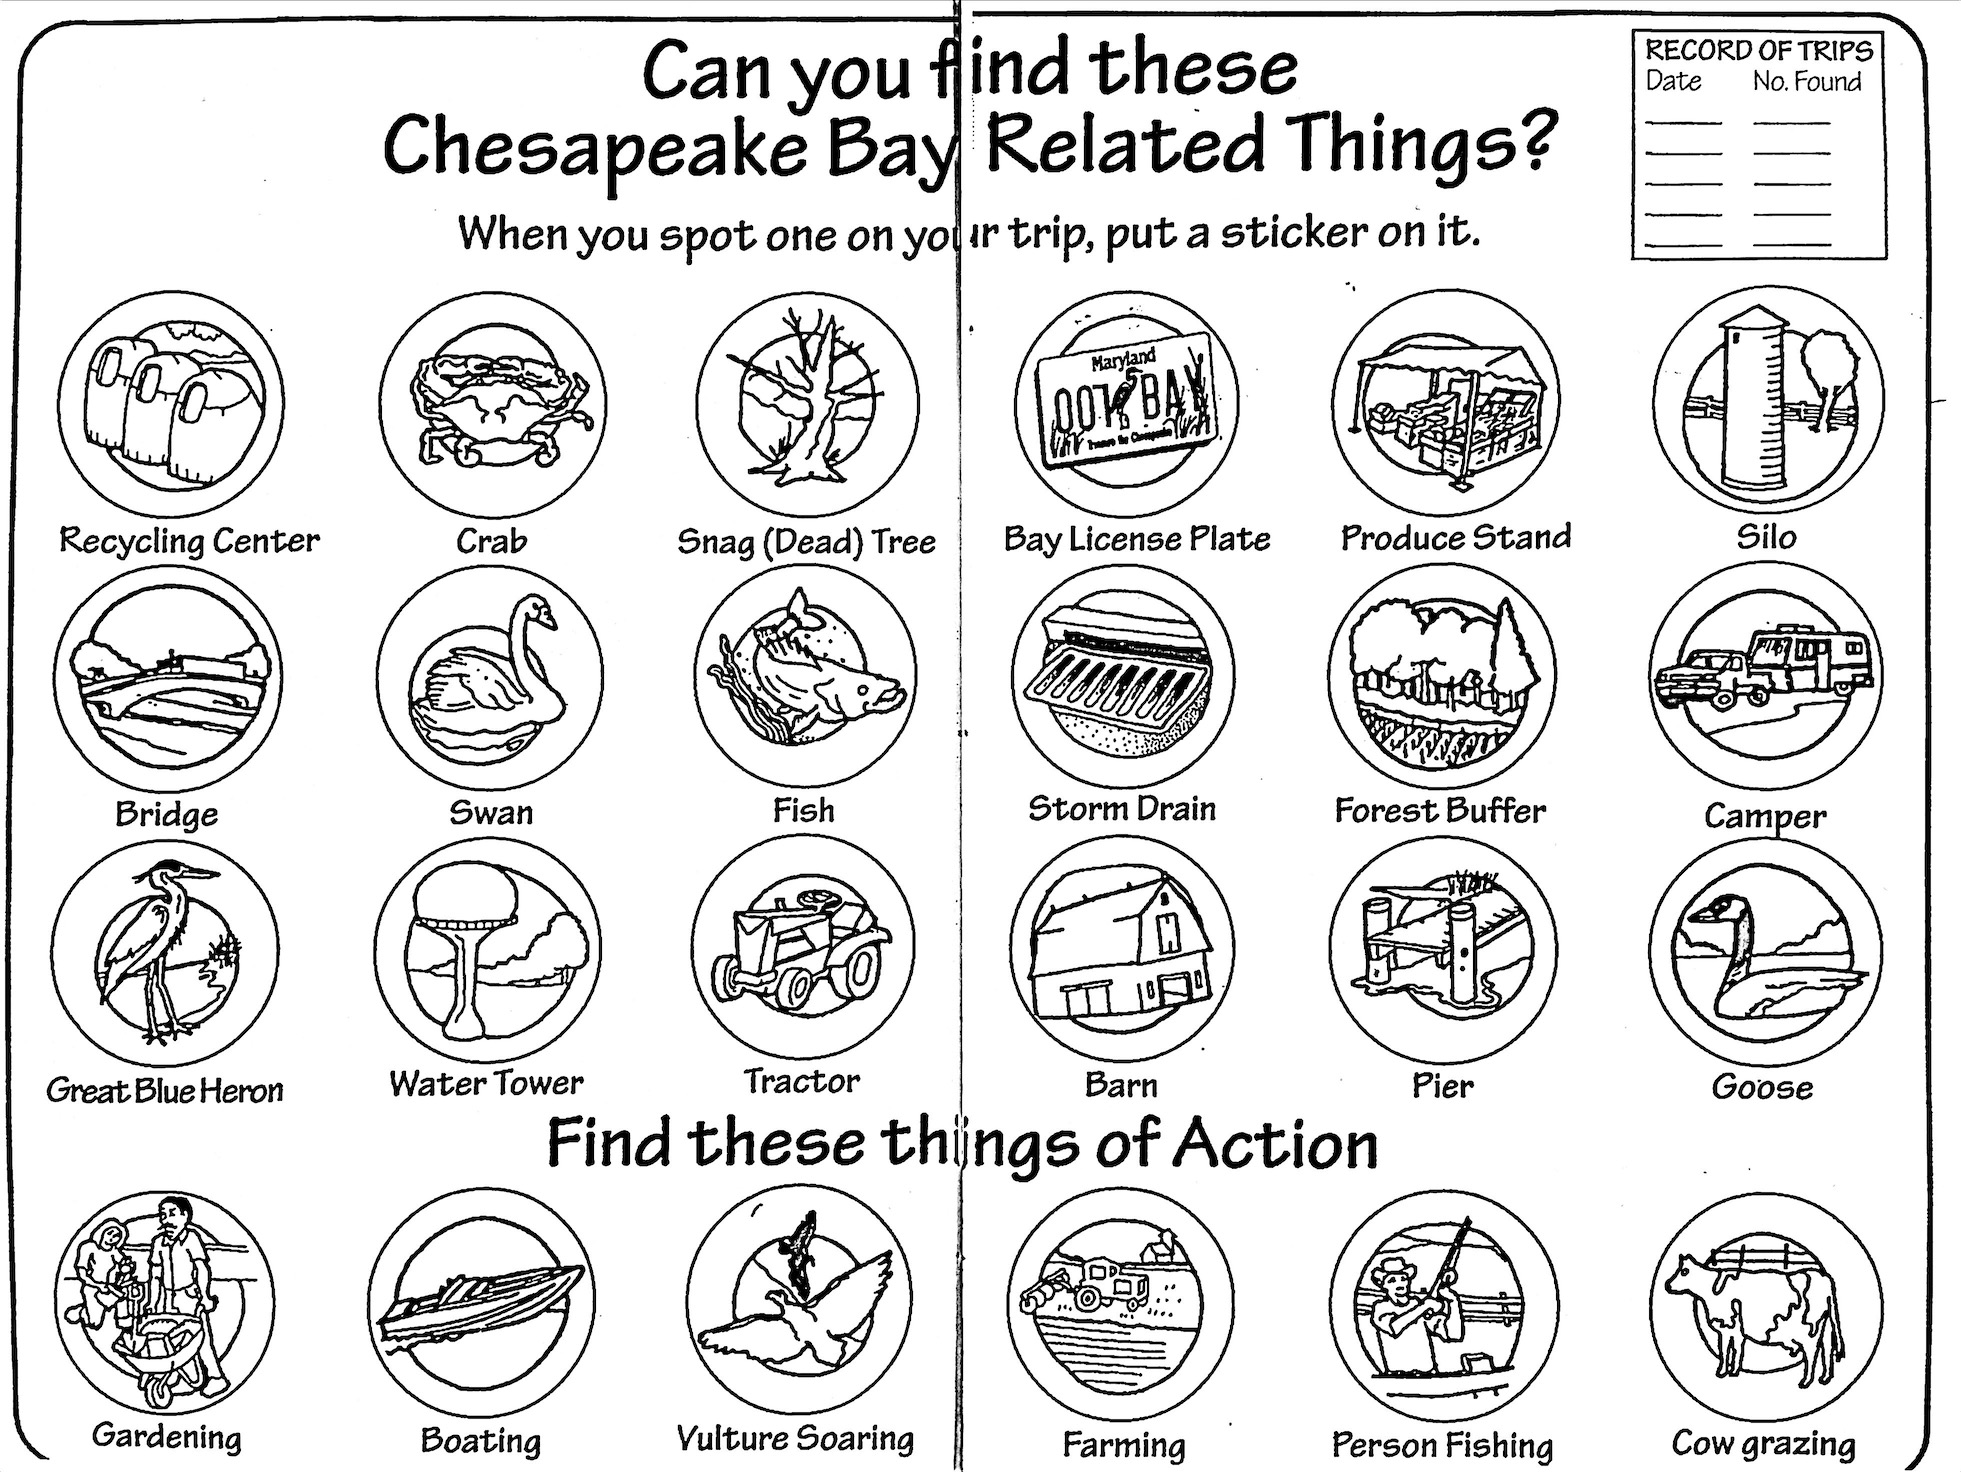 Can you find these
Chesapeake Bay Related Things?
When you spot one on your trip, put a sticker on it.
RECORD OF TRIPS
Date No. Found
Maryland
001 BAY
Treasure the Chesapeake
Recycling Center Crab Snag (Dead) Tree Bay License Plate Produce Stand Silo
Bridge Swan Fish Storm Drain Forest Buffer Camper
Great Blue Heron Water Tower Tractor Barn Pier Goose
Find these things of Action
Gardening Boating Vulture Soaring Farming Person Fishing Cow grazing